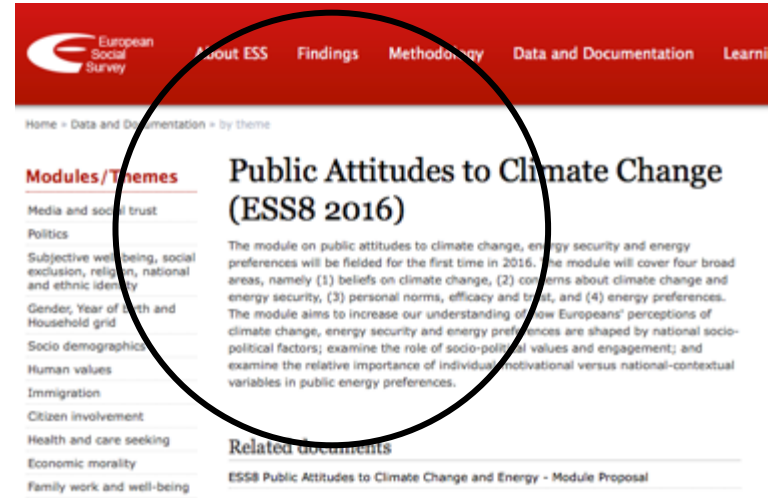 European
Social
Survey
About ESS Findings Methodology Data and Documentation Learni
Home » Data and Documentation » by theme
Modules/Themes
Media and social trust
Politics
Subjective well-being, social
exclusion, religion, national
and ethnic identity
Gender, Year of birth and
Household grid
Socio demographics
Human values
Immigration
Citizen involvement
Health and care seeking
Economic morality
Family work and well-being
Public Attitudes to Climate Change
(ESS8 2016)
The module on public attitudes to climate change, energy security and energy
preferences will be fielded for the first time in 2016. The module will cover four broad
areas, namely (1) beliefs on climate change, (2) concerns about climate change and
energy security, (3) personal norms, efficacy and trust, and (4) energy preferences.
The module aims to increase our understanding of how Europeans' perceptions of
climate change, energy security and energy preferences are shaped by national socio-
political factors; examine the role of socio-political values and engagement; and
examine the relative importance of individual motivational versus national-contextual
variables in public energy preferences.
Related documents
ESS8 Public Attitudes to Climate Change and Energy - Module Proposal